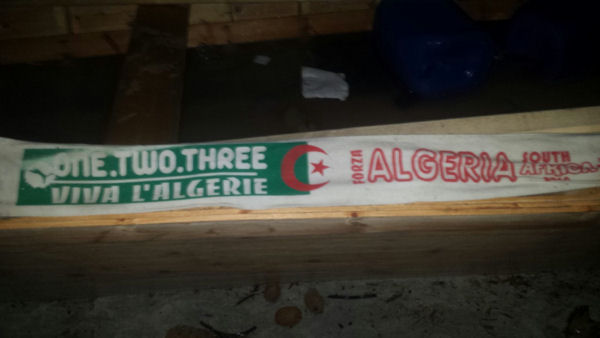 ONE.TWO.THREE
VIVA L'ALGERIE
FORZA
ALGERIA
SOUTH
AFRICA